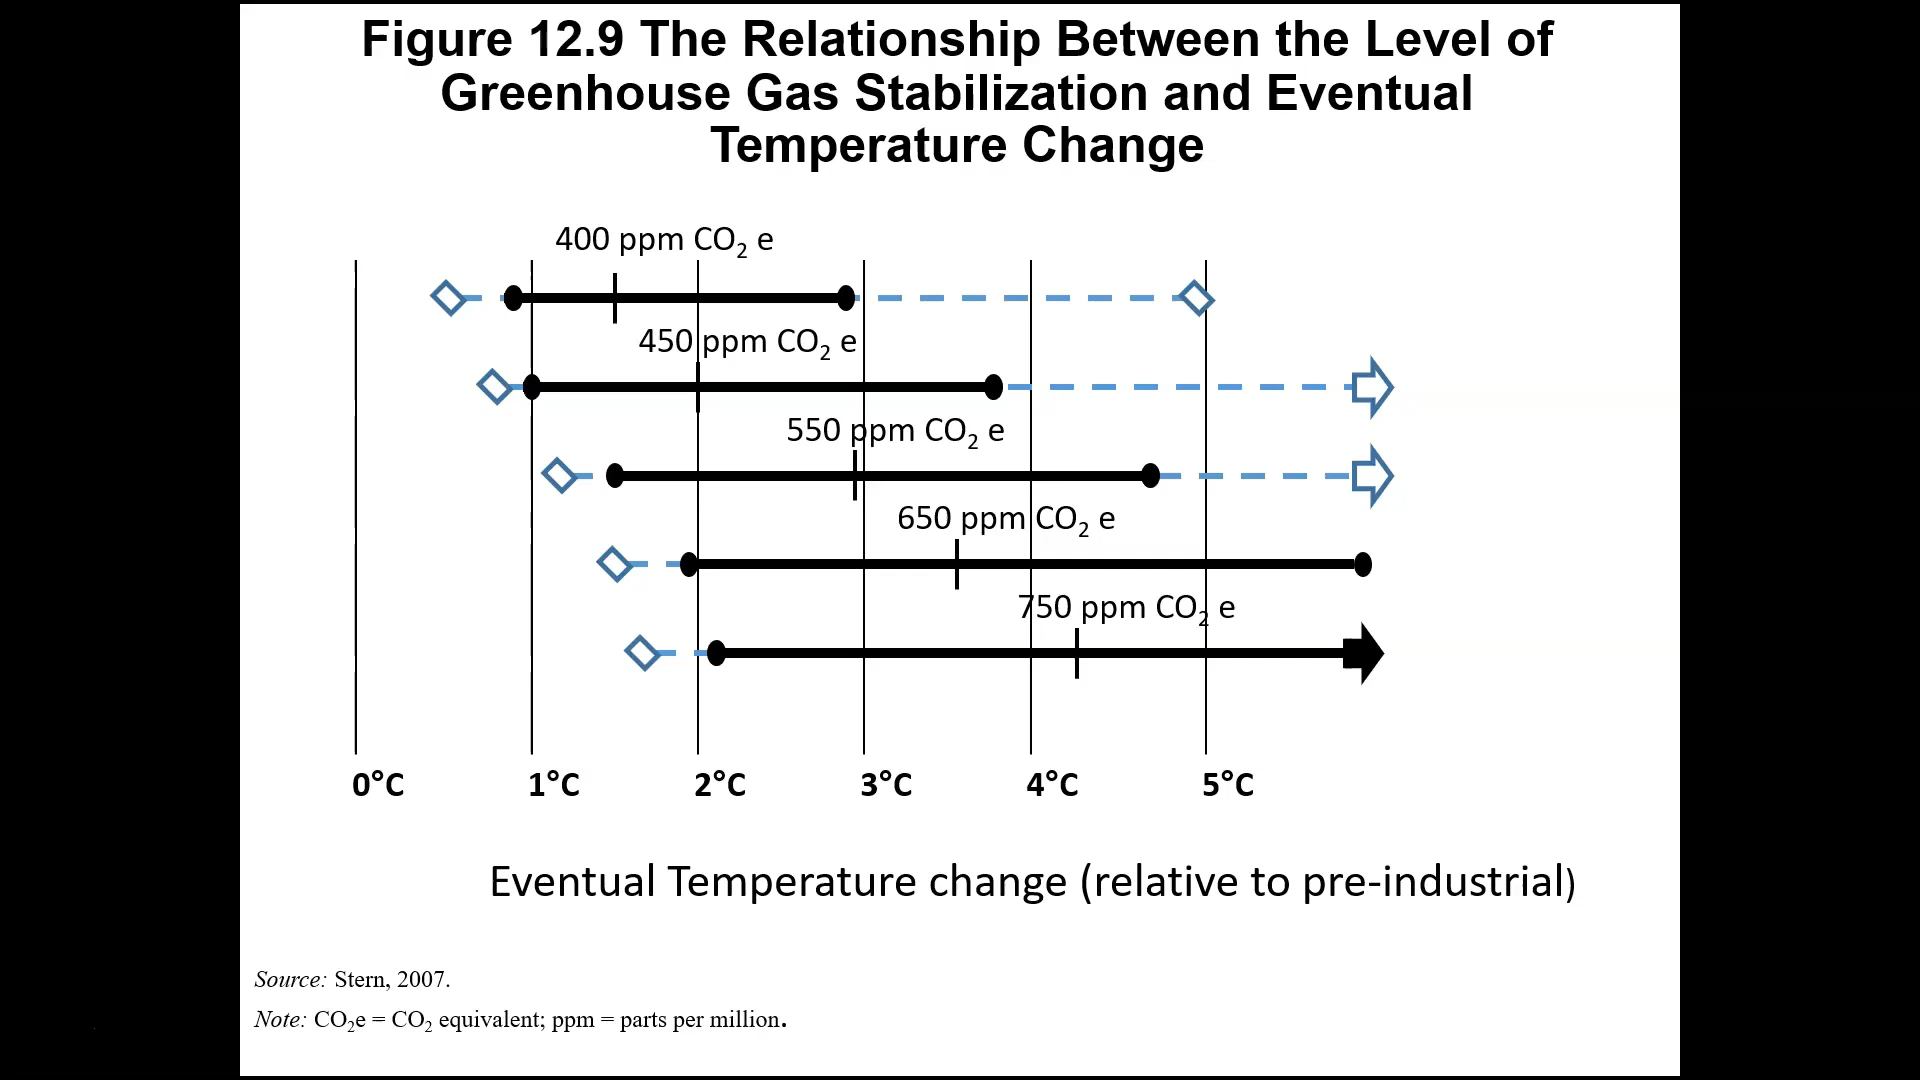 Figure 12.9 The Relationship Between the Level of
Greenhouse Gas Stabilization and Eventual
Temperature Change
400 ppm CO₂ e
450 ppm CO₂ e
550 ppm CO₂ e
650 ppm CO₂ e
750 ppm CO₂ e
0°C 1°C 2°C 3°C 4°C 5°C
Eventual Temperature change (relative to pre-industrial)
Source: Stern, 2007.
Note: CO₂e = CO₂ equivalent; ppm = parts per million.